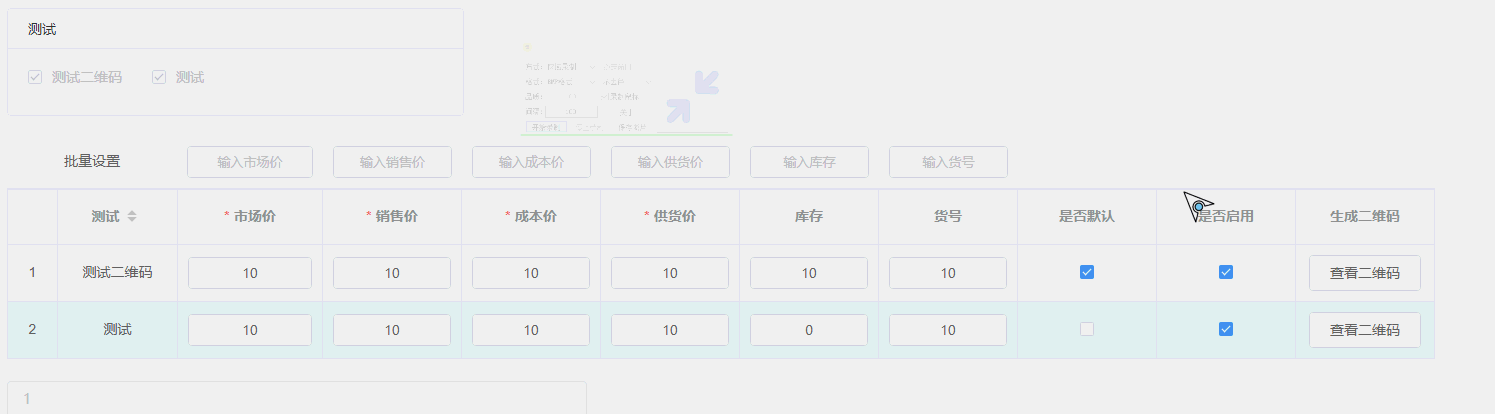 测试
测试二维码 测试
批量设置 输入市场价 输入销售价 输入成本价 输入供货价 输入库存 输入货号
测试 * 市场价 * 销售价 * 成本价 * 供货价 库存 货号 是否默认 是否启用 生成二维码
1 测试二维码 10 10 10 10 10 10 查看二维码
2 测试 10 10 10 10 0 10 查看二维码
1